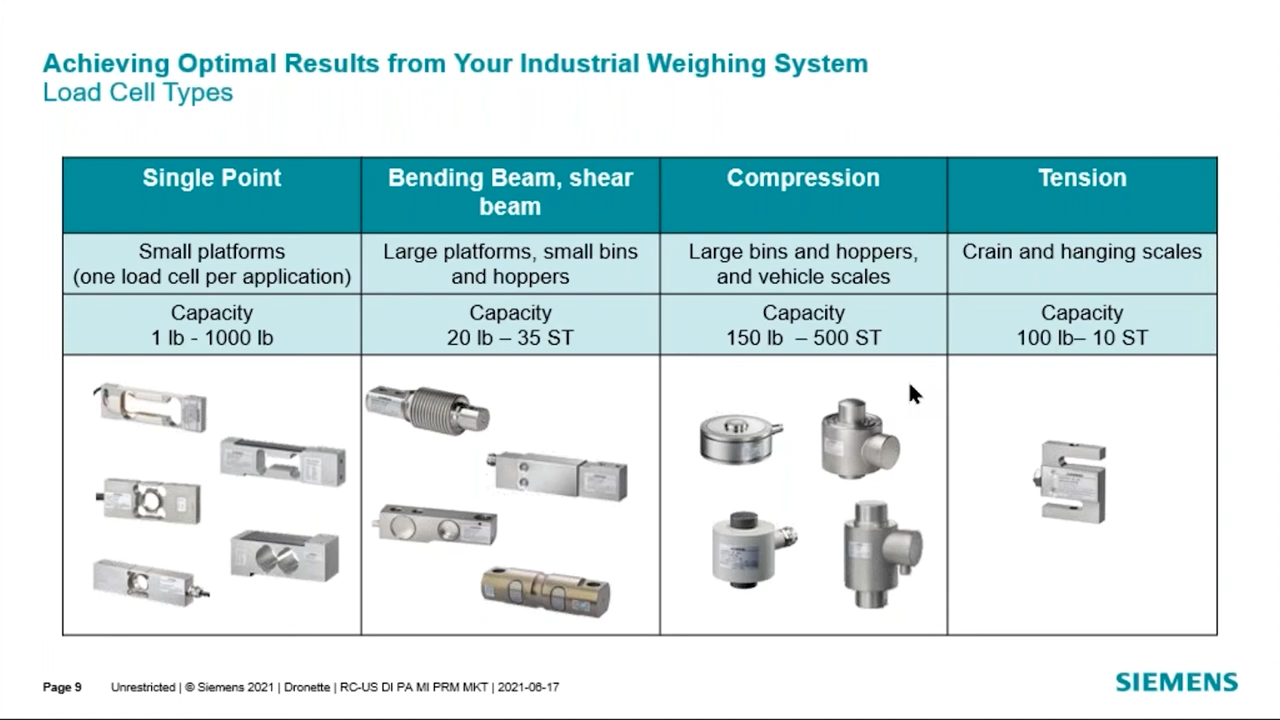 Achieving Optimal Results from Your Industrial Weighing System
Load Cell Types
Single Point
Bending Beam, shear
beam
Compression
Tension
Small platforms
(one load cell per application)
Large platforms, small bins
and hoppers
Large bins and hoppers,
and vehicle scales
Crain and hanging scales
Capacity
1 lb - 1000 lb
Capacity
20 lb – 35 ST
Capacity
150 lb – 500 ST
Capacity
100 lb– 10 ST
Page 9 Unrestricted | © Siemens 2021 | Dronette | RC-US DI PA MI PRM MKT | 2021-06-17
SIEMENS